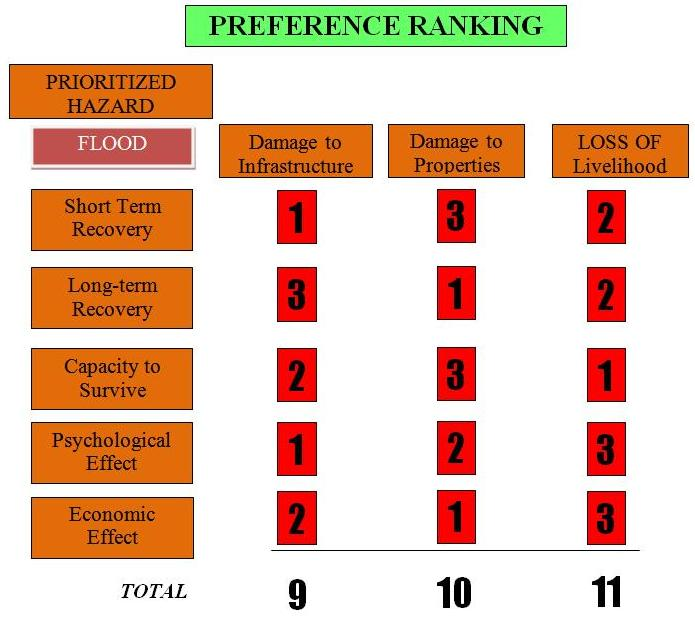 PREFERENCE RANKING
PRIORITIZED
HAZARD
FLOOD
Damage to
Infrastructure
Damage to
Properties
LOSS OF
Livelihood
Short Term
Recovery
1
3
2
Long-term
Recovery
3
1
2
Capacity to
Survive
2
3
1
Psychological
Effect
1
2
3
Economic
Effect
2
1
3
TOTAL
9
10
11